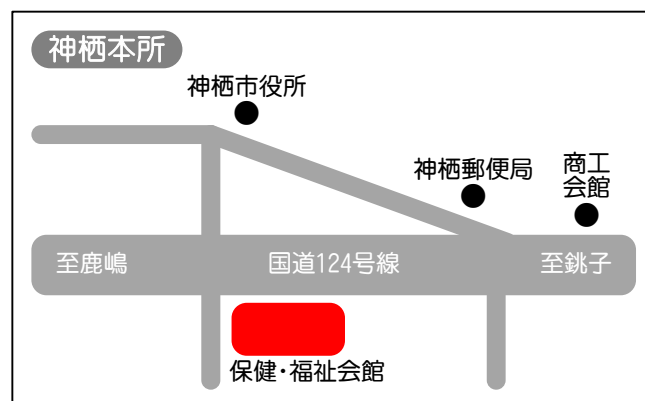 神栖本所
神栖市役所
神栖郵便局
商工
会館
至鹿嶋
国道124号線
至銚子
保健・福祉会館